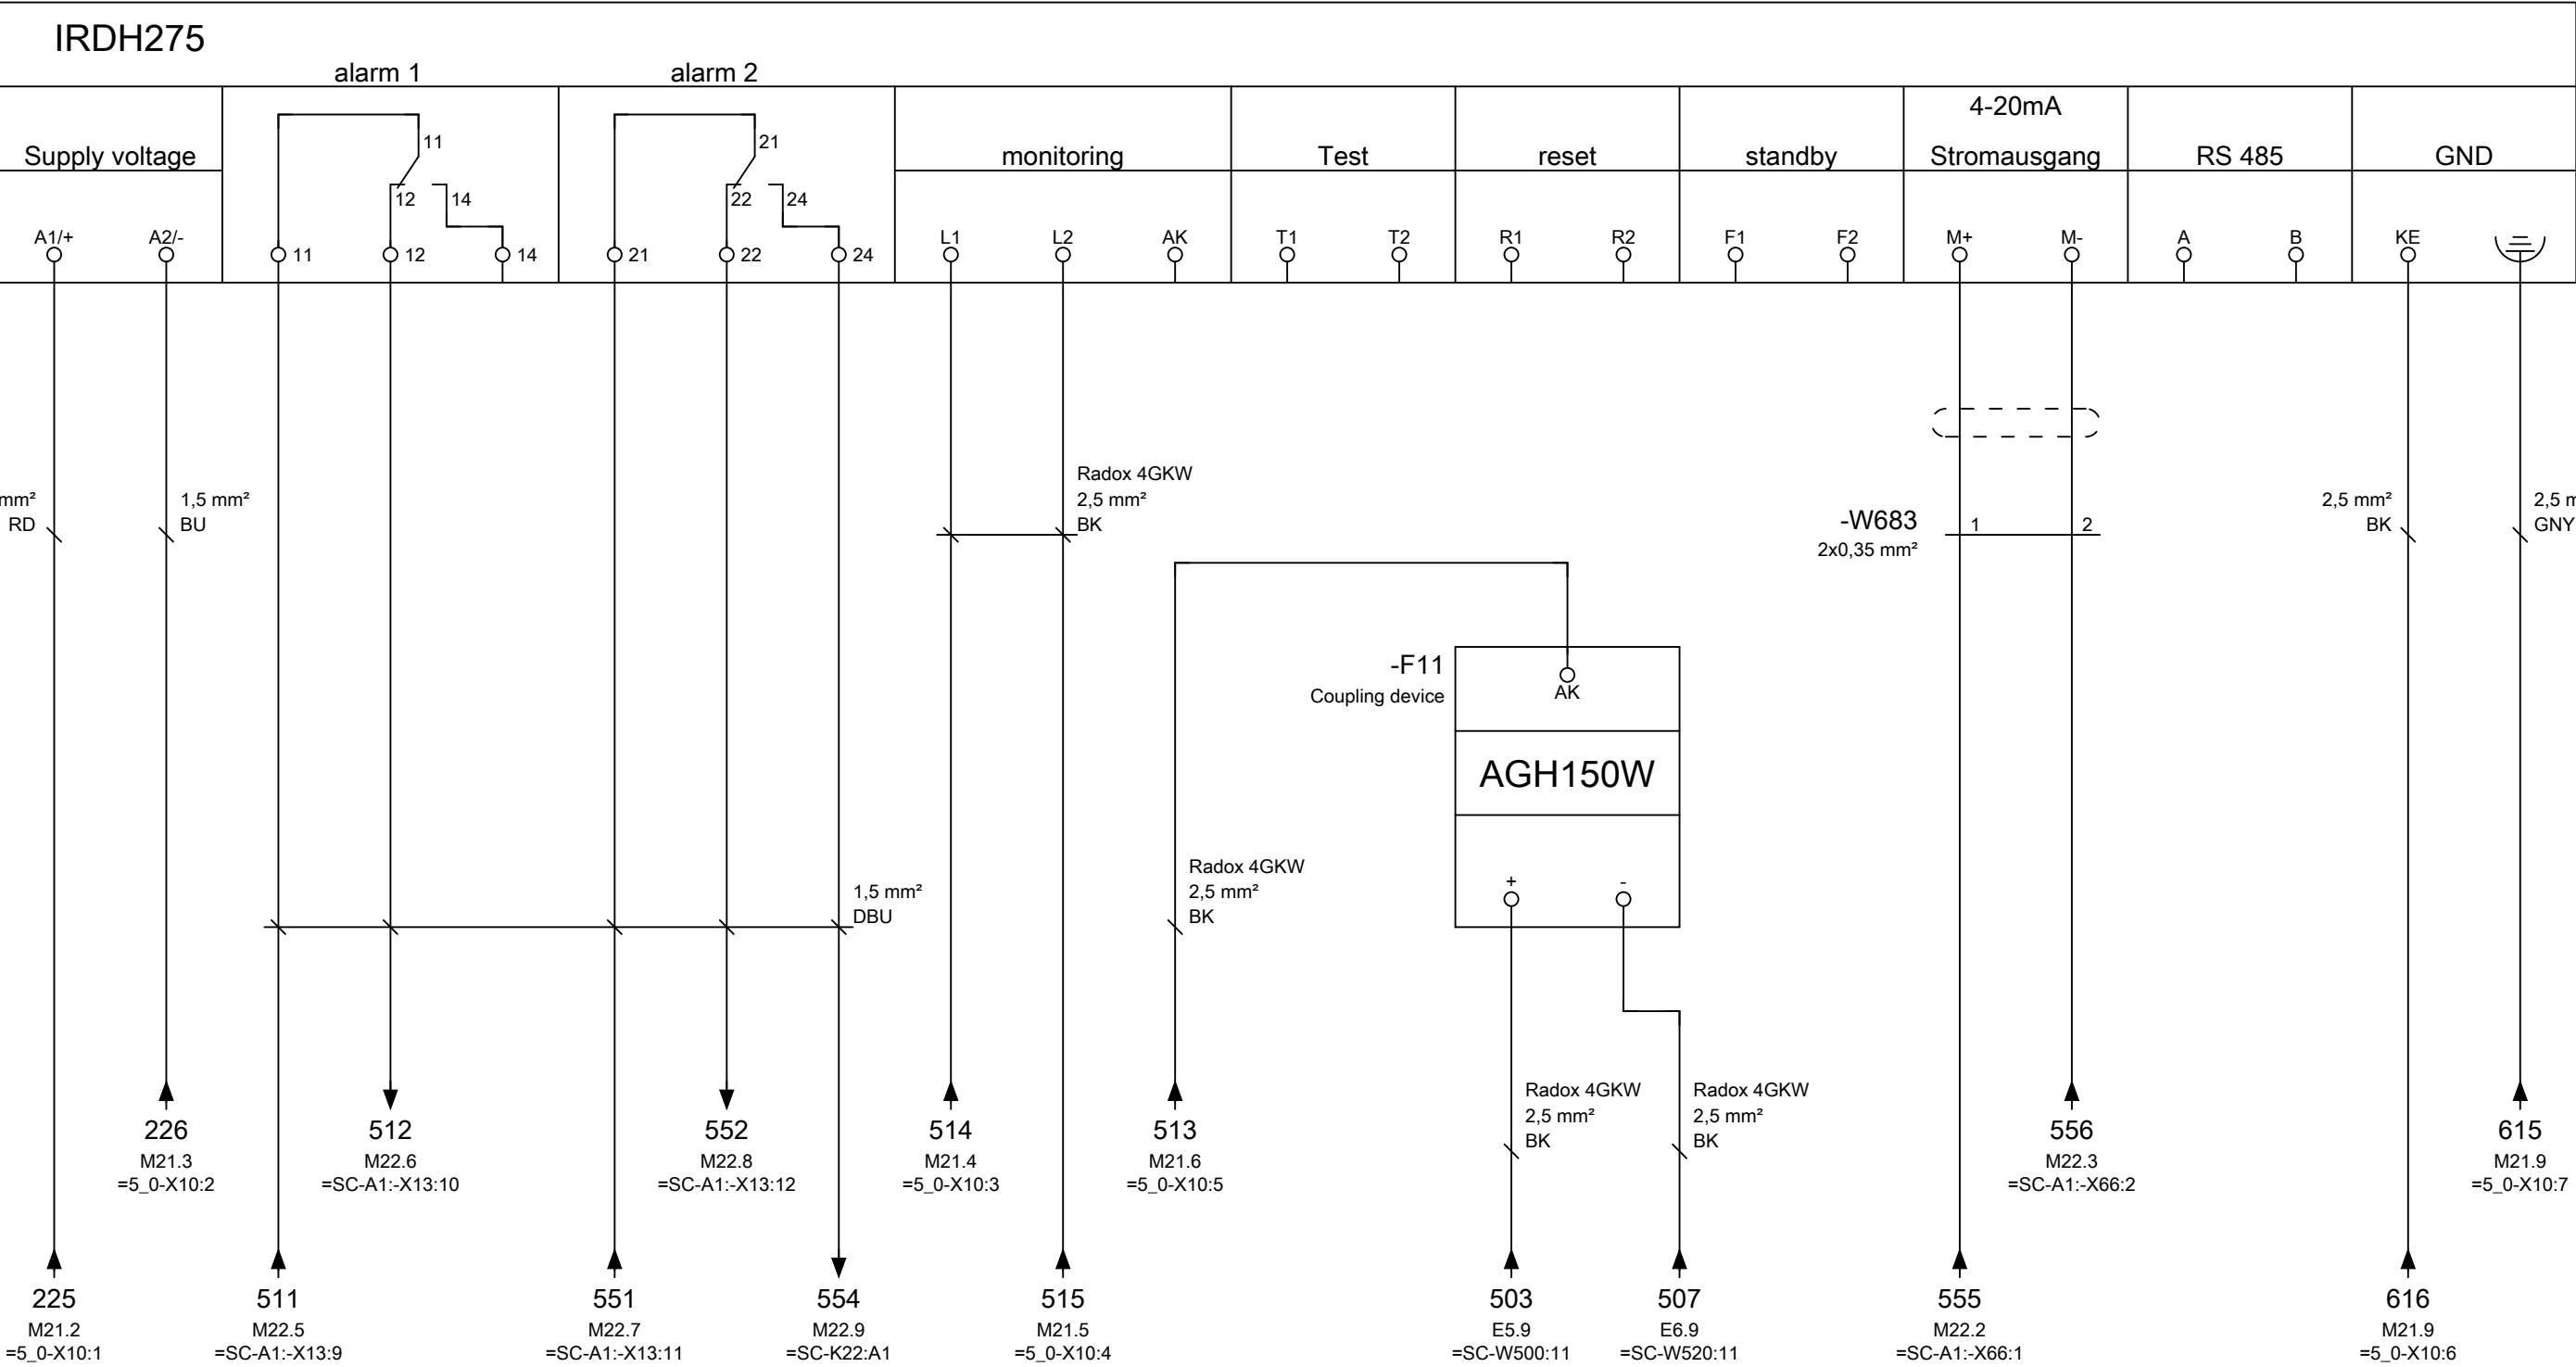 IRDH275
alarm 1
alarm 2
4-20mA
Supply voltage
monitoring
Test
reset
standby
Stromausgang
RS 485
GND
11
21
12
14
22
24
A1/+
A2/-
11
12
14
21
22
24
L1
L2
AK
T1
T2
R1
R2
F1
F2
M+
M-
A
B
KE
mm²
RD
1,5 mm²
BU
Radox 4GKW
2,5 mm²
BK
-W683
2x0,35 mm²
1
2
2,5 mm²
BK
2,5 m
GNY
-F11
Coupling device
AK
AGH150W
+
-
1,5 mm²
DBU
Radox 4GKW
2,5 mm²
BK
Radox 4GKW
2,5 mm²
BK
Radox 4GKW
2,5 mm²
BK
226
M21.3
=5_0-X10:2
512
M22.6
=SC-A1:-X13:10
552
M22.8
=SC-A1:-X13:12
514
M21.4
=5_0-X10:3
513
M21.6
=5_0-X10:5
556
M22.3
=SC-A1:-X66:2
615
M21.9
=5_0-X10:7
225
M21.2
=5_0-X10:1
511
M22.5
=SC-A1:-X13:9
551
M22.7
=SC-A1:-X13:11
554
M22.9
=SC-K22:A1
515
M21.5
=5_0-X10:4
503
E5.9
=SC-W500:11
507
E6.9
=SC-W520:11
555
M22.2
=SC-A1:-X66:1
616
M21.9
=5_0-X10:6